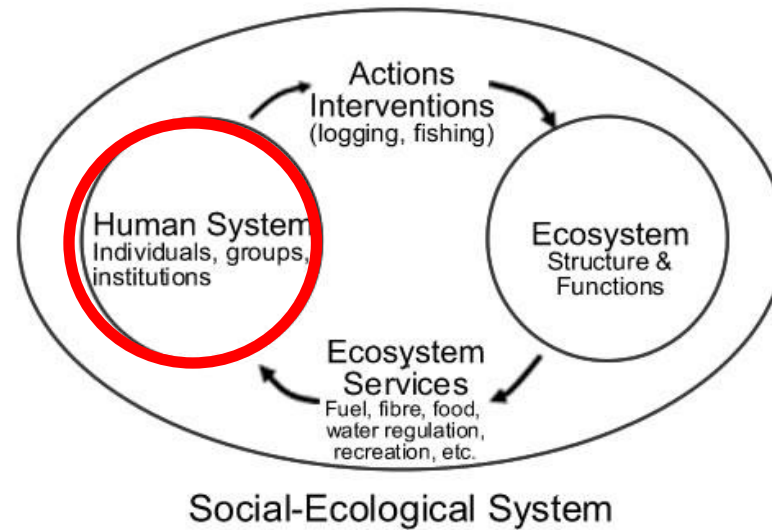 Actions
Interventions
(logging, fishing)
Human System
Individuals, groups,
institutions
Ecosystem
Structure &
Functions
Ecosystem
Services
Fuel, fibre, food,
water regulation,
recreation, etc.
Social-Ecological System